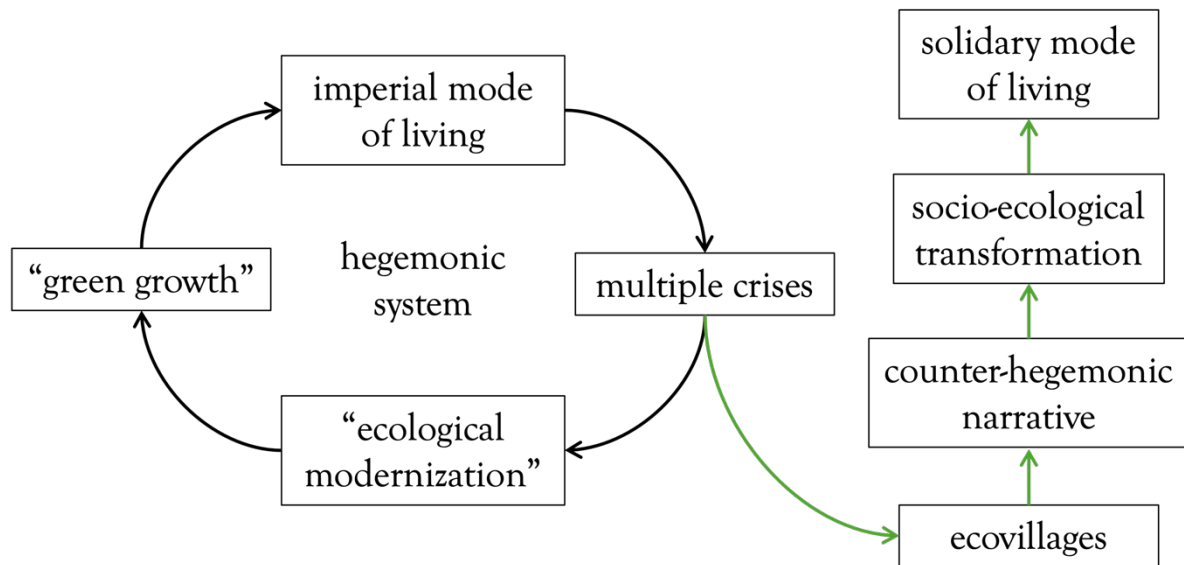 imperial mode
of living
multiple crises
“ecological
modernization”
“green growth”
hegemonic
system
ecovillages
counter-hegemonic
narrative
socio-ecological
transformation
solidary mode
of living